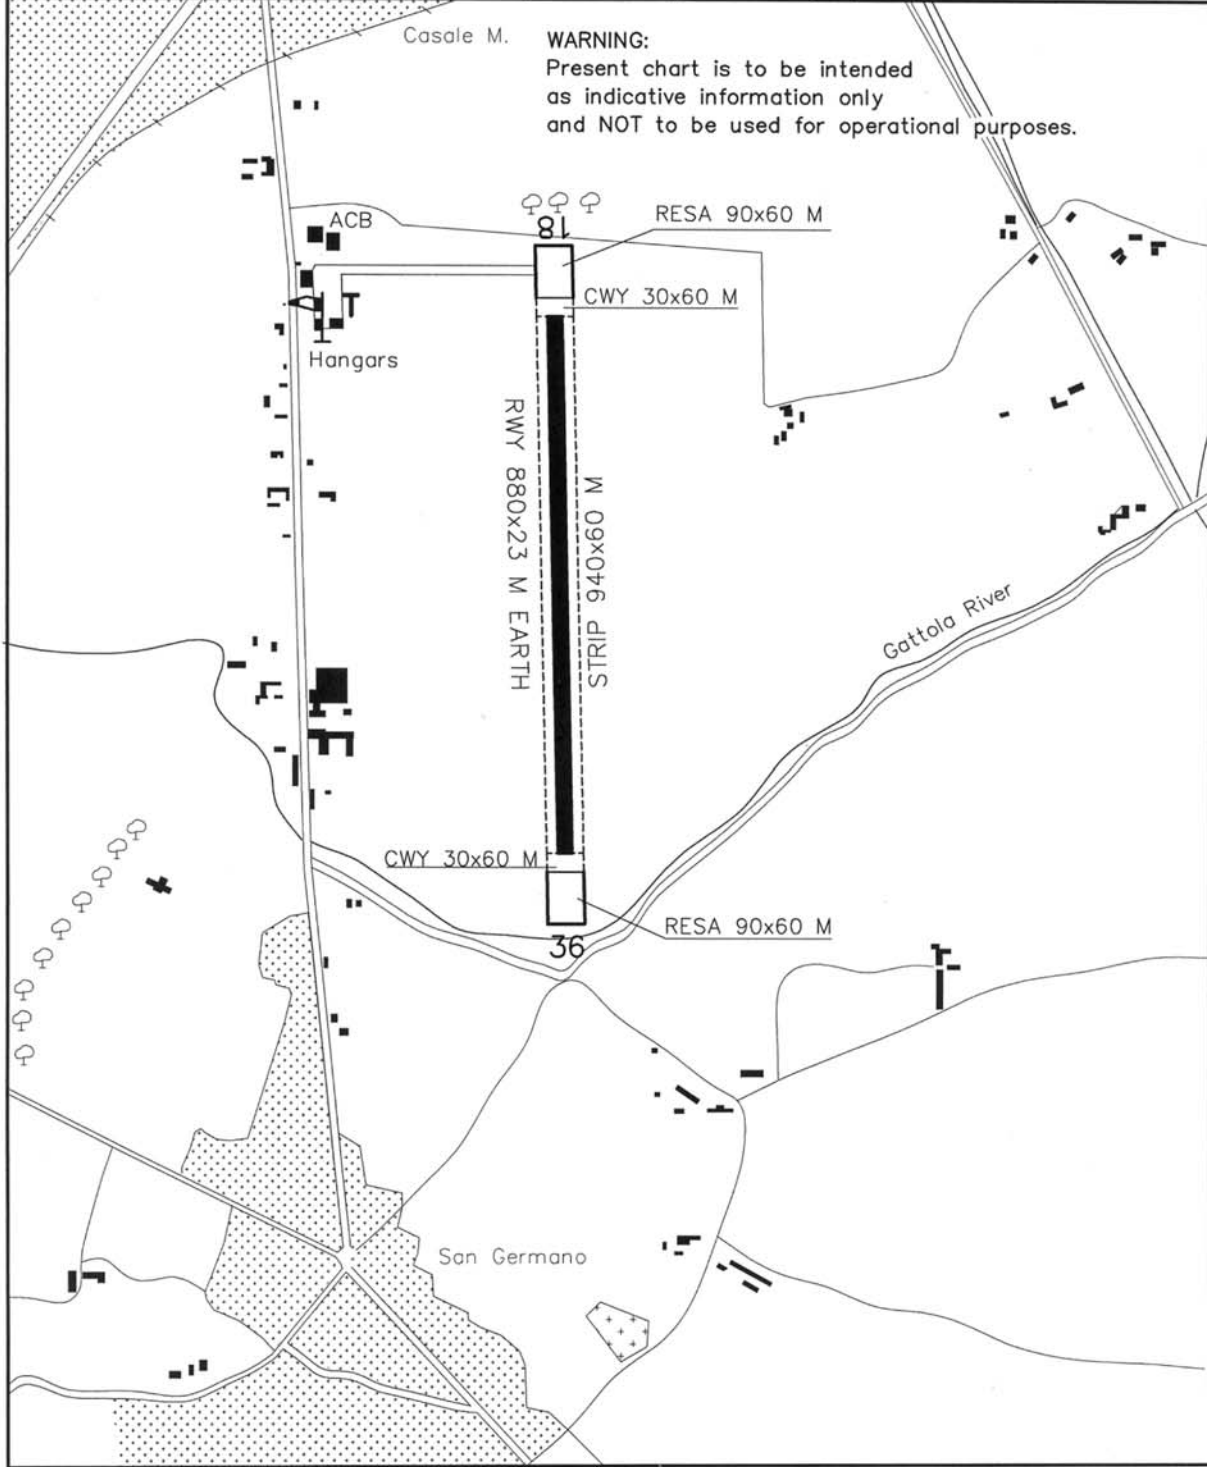 Casale M.
WARNING:
Present chart is to be intended
as indicative information only
and NOT to be used for operational purposes.
ACB
18
RESA 90x60 M
CWY 30x60 M
T
Hangars
RWY 880x23 M EARTH
STRIP 940x60 M
Gattola River
CWY 30x60 M
RESA 90x60 M
36
San Germano